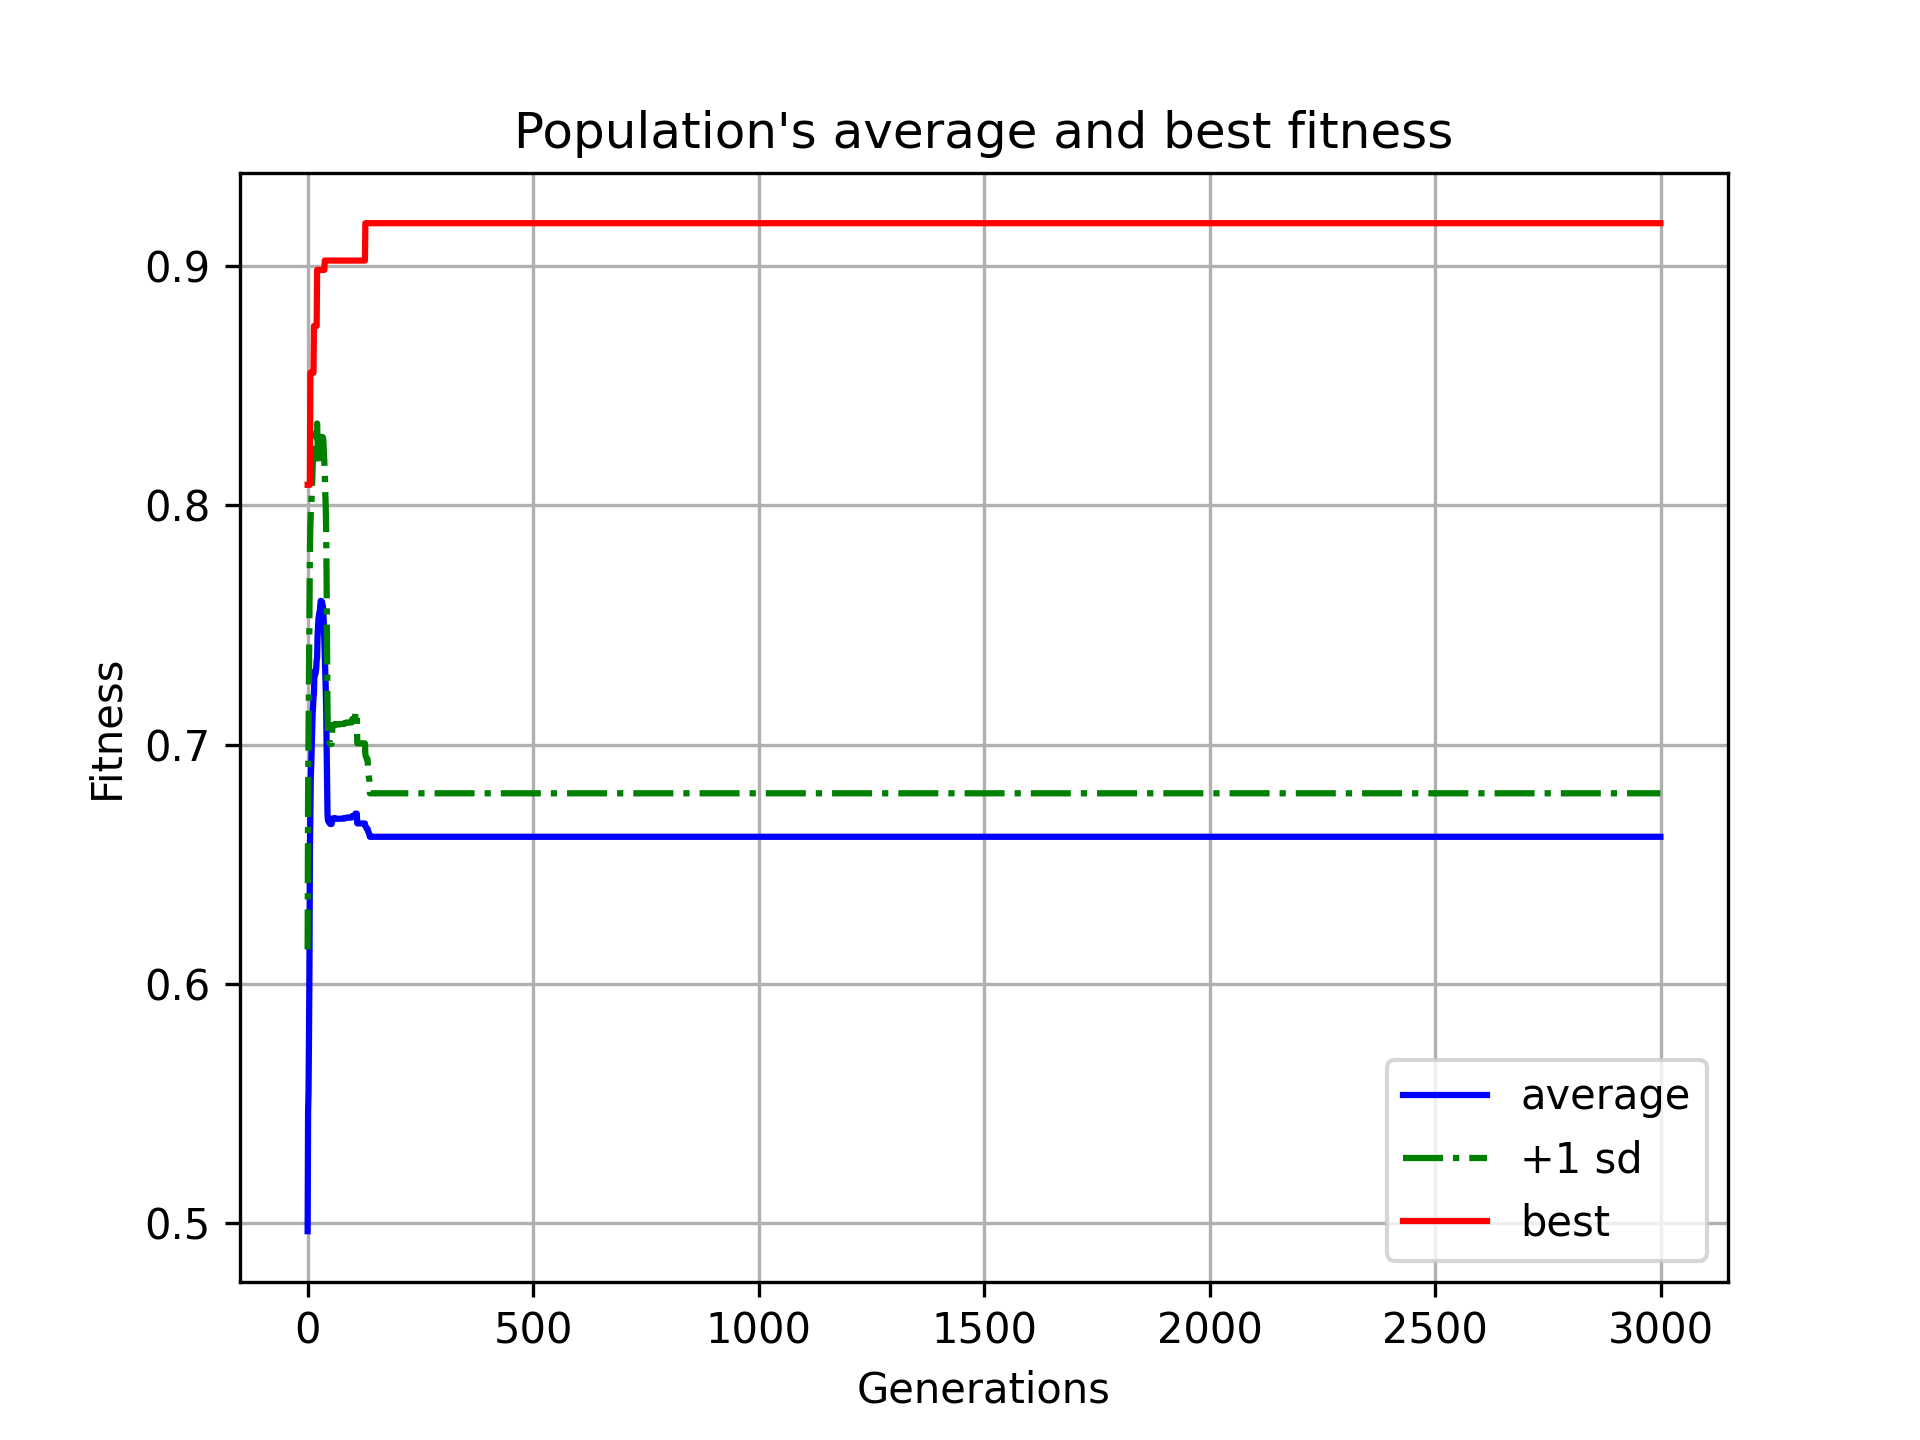 Population's average and best fitness
0.9
0.8
0.7
0.6
0.5
Fitness
0 500 1000 1500 2000 2500 3000
Generations
average
+1 sd
best